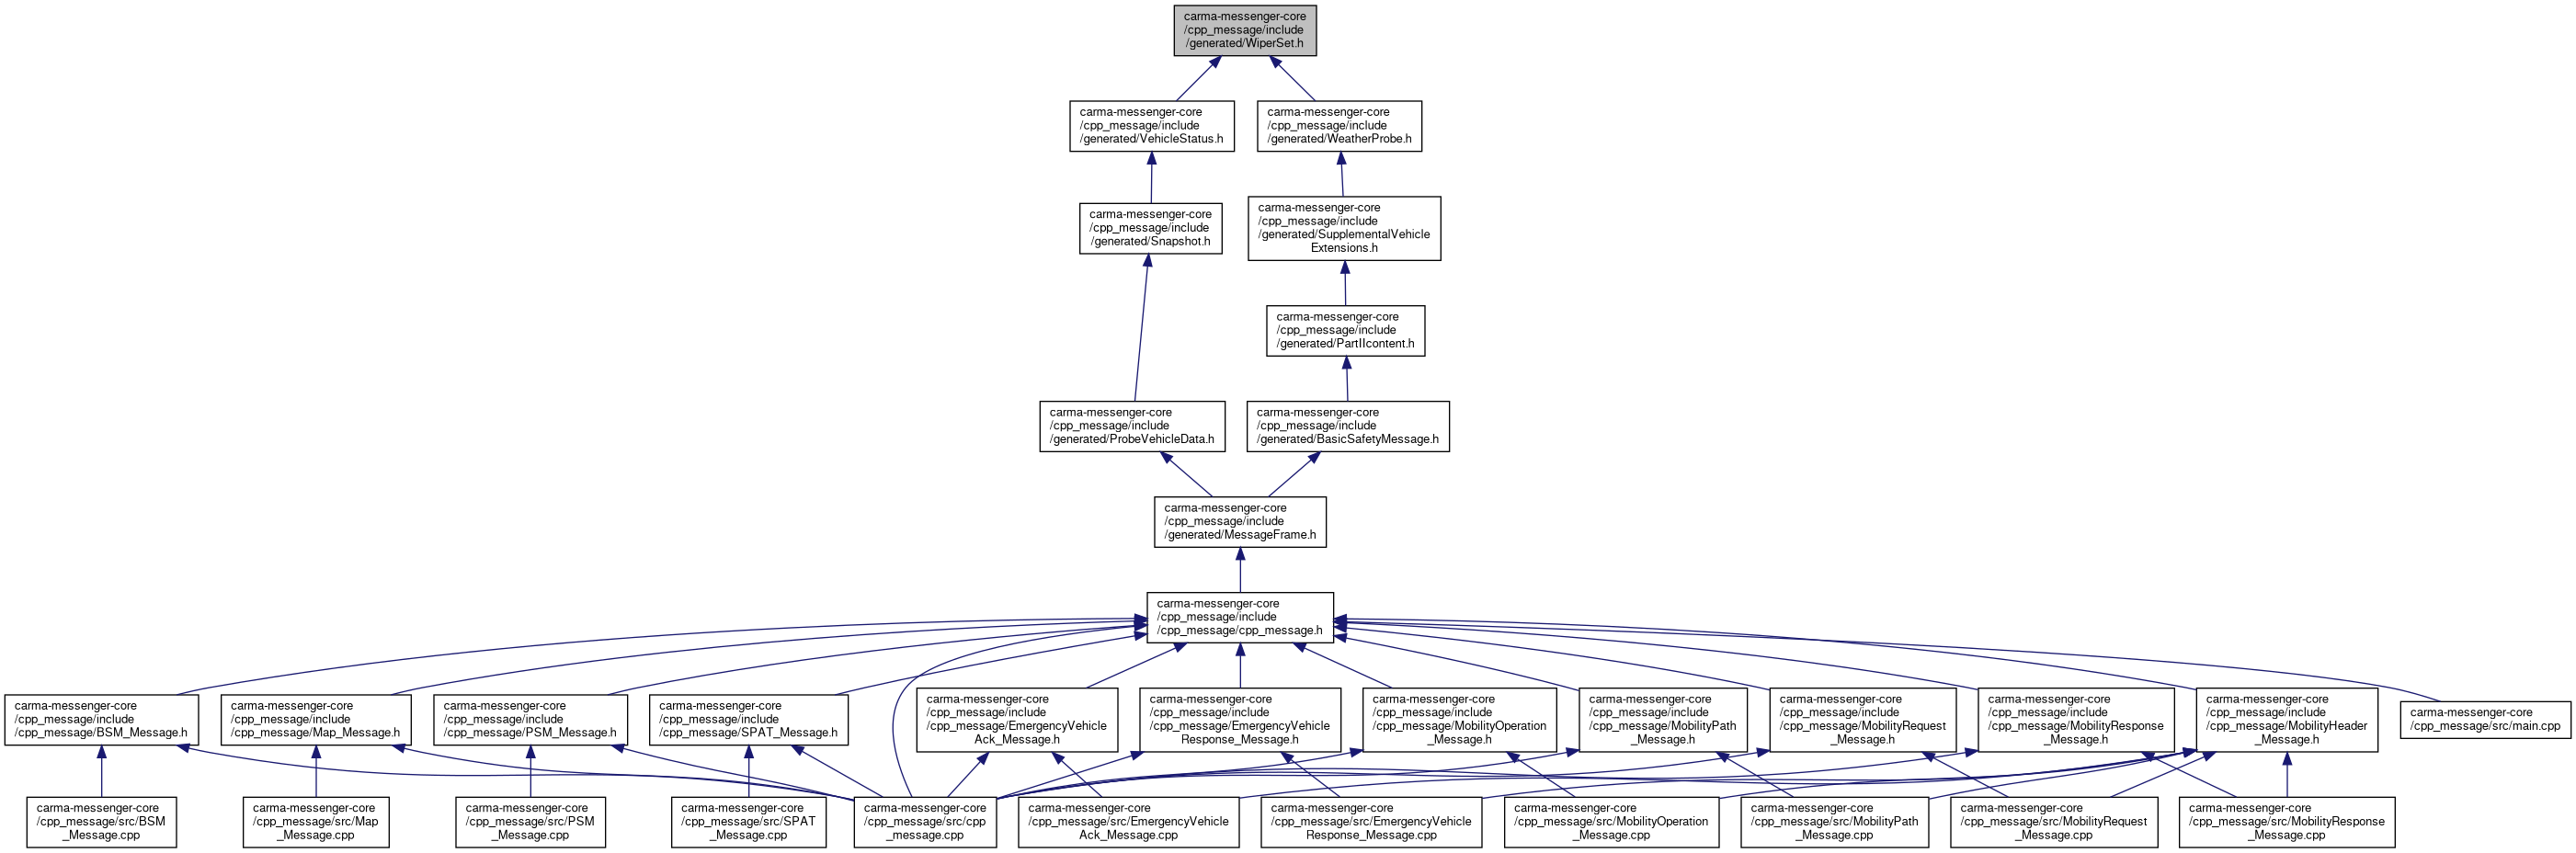 carma-messenger-core
/cpp_message/include
/generated/WiperSet.h
carma-messenger-core
/cpp_message/include
/generated/VehicleStatus.h
carma-messenger-core
/cpp_message/include
/generated/WeatherProbe.h
carma-messenger-core
/cpp_message/include
/generated/Snapshot.h
carma-messenger-core
/cpp_message/include
/generated/SupplementalVehicle
Extensions.h
carma-messenger-core
/cpp_message/include
/generated/PartIIcontent.h
carma-messenger-core
/cpp_message/include
/generated/ProbeVehicleData.h
carma-messenger-core
/cpp_message/include
/generated/BasicSafetyMessage.h
carma-messenger-core
/cpp_message/include
/generated/MessageFrame.h
carma-messenger-core
/cpp_message/include
/cpp_message/cpp_message.h
carma-messenger-core
/cpp_message/include
/cpp_message/BSM_Message.h
carma-messenger-core
/cpp_message/include
/cpp_message/Map_Message.h
carma-messenger-core
/cpp_message/include
/cpp_message/PSM_Message.h
carma-messenger-core
/cpp_message/include
/cpp_message/SPAT_Message.h
carma-messenger-core
/cpp_message/include
/cpp_message/EmergencyVehicle
Ack_Message.h
carma-messenger-core
/cpp_message/include
/cpp_message/EmergencyVehicle
Response_Message.h
carma-messenger-core
/cpp_message/include
/cpp_message/MobilityOperation
_Message.h
carma-messenger-core
/cpp_message/include
/cpp_message/MobilityPath
_Message.h
carma-messenger-core
/cpp_message/include
/cpp_message/MobilityRequest
_Message.h
carma-messenger-core
/cpp_message/include
/cpp_message/MobilityResponse
_Message.h
carma-messenger-core
/cpp_message/include
/cpp_message/MobilityHeader
_Message.h
carma-messenger-core
/cpp_message/src/main.cpp
carma-messenger-core
/cpp_message/src/BSM
_Message.cpp
carma-messenger-core
/cpp_message/src/Map
_Message.cpp
carma-messenger-core
/cpp_message/src/PSM
_Message.cpp
carma-messenger-core
/cpp_message/src/SPAT
_Message.cpp
carma-messenger-core
/cpp_message/src/cpp
_message.cpp
carma-messenger-core
/cpp_message/src/EmergencyVehicle
Ack_Message.cpp
carma-messenger-core
/cpp_message/src/EmergencyVehicle
Response_Message.cpp
carma-messenger-core
/cpp_message/src/MobilityOperation
_Message.cpp
carma-messenger-core
/cpp_message/src/MobilityPath
_Message.cpp
carma-messenger-core
/cpp_message/src/MobilityRequest
_Message.cpp
carma-messenger-core
/cpp_message/src/MobilityResponse
_Message.cpp